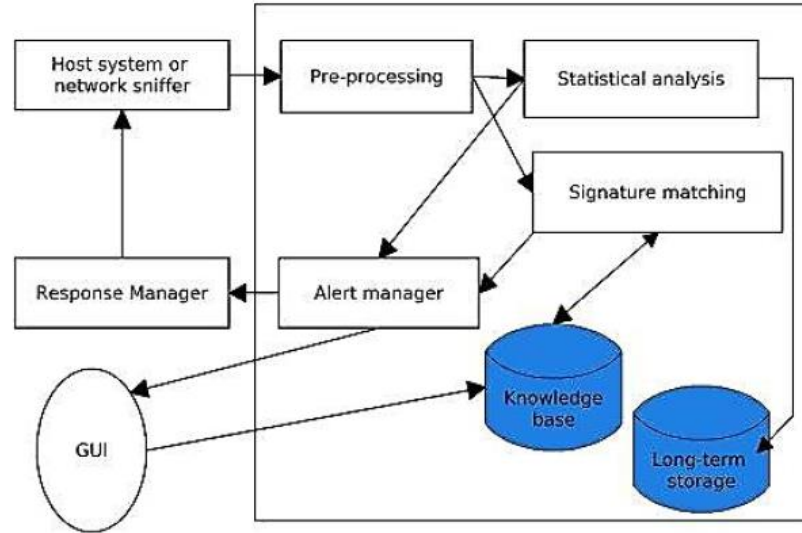 Host system or
network sniffer
Pre-processing
Statistical analysis
Signature matching
Response Manager
Alert manager
Knowledge
base
GUI
Long-term
storage